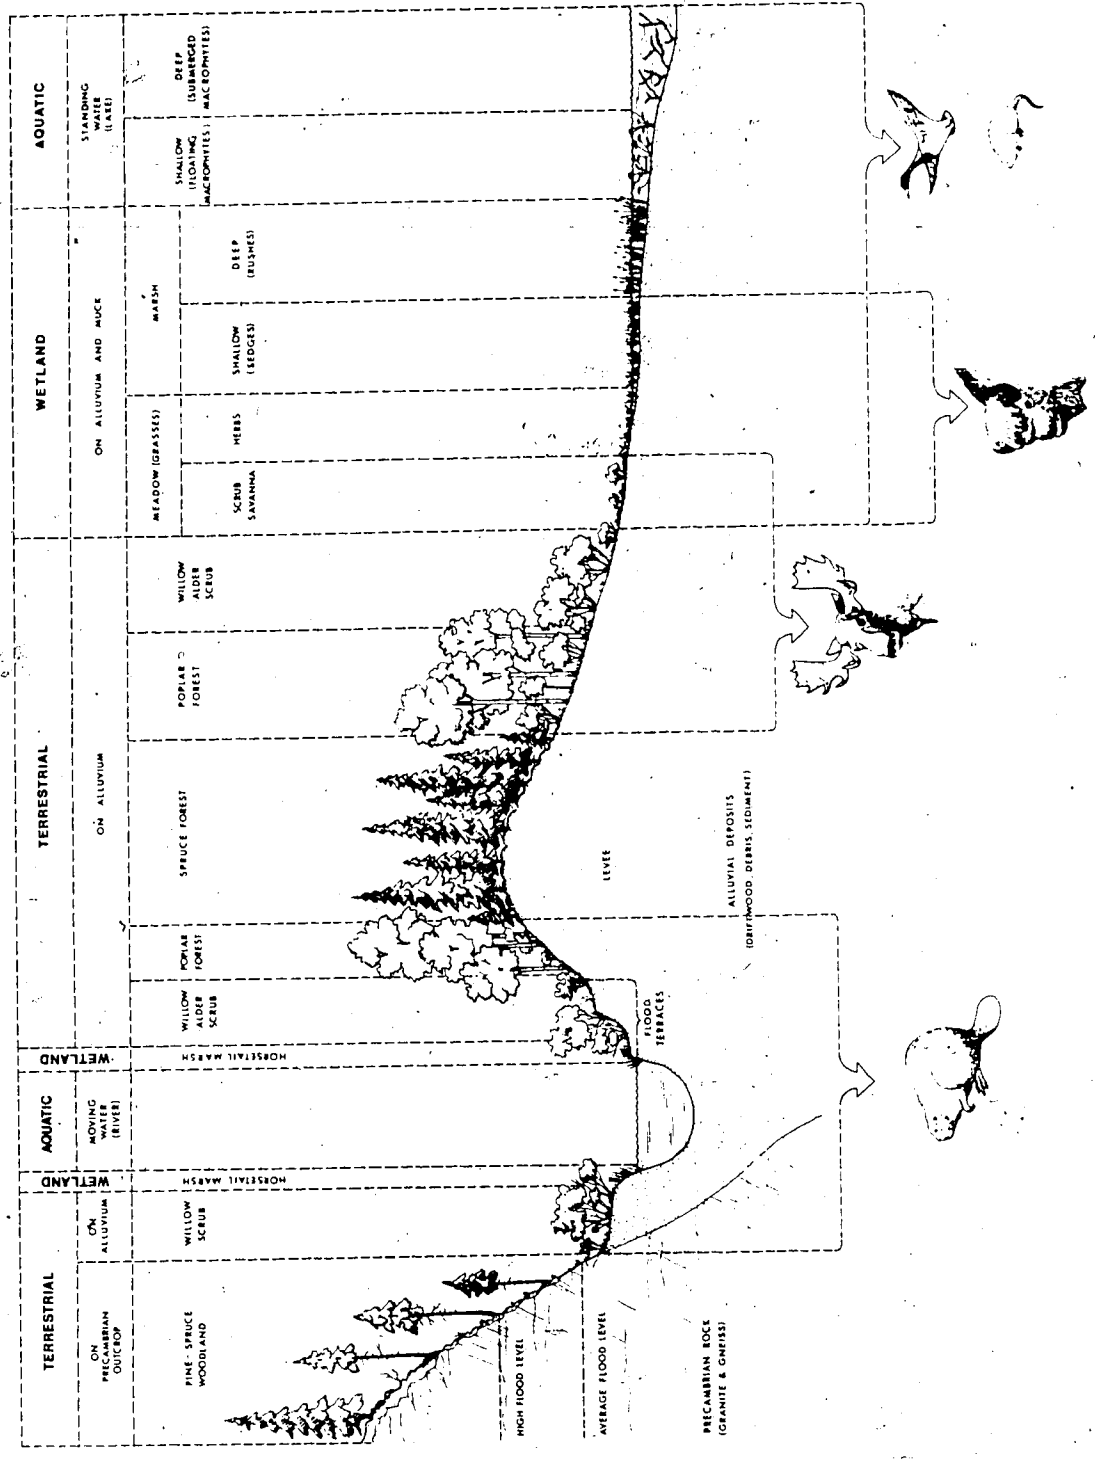 TERRESTRIAL
WETLAND
AQUATIC
WETLAND
TERRESTRIAL
WETLAND
AQUATIC
ON
PRECAMBRIAN
OUTCROP
ON
ALLUVIUM
MOVING
WATER
(RIVER)
ON ALLUVIUM
ON ALLUVIUM AND MUCK
STANDING
WATER
(LAKE)
MEADOW (GRASSES)
MARSH
PINE-SPRUCE
WOODLAND
WILLOW
SCRUB
HORSETAIL MARSH
HORSETAIL MARSH
WILLOW
ALDER
SCRUB
POPLAR
FOREST
SPRUCE FOREST
POPLAR
FOREST
WILLOW
ALDER
SCRUB
SCRUB
SAVANNA
HERBS
SHALLOW
(SEDGES)
DEEP
(RUSHES)
SHALLOW
(FLOATING
MACROPHYTES)
DEEP
(SUBMERGED
MACROPHYTES)
HIGH FLOOD LEVEL
AVERAGE FLOOD LEVEL
FLOOD
TERRACES
LEVEE
PRECAMBRIAN ROCK
(GRANITE & GNEISS)
ALLUVIAL DEPOSITS
(DRIFTWOOD, DEBRIS, SEDIMENT)